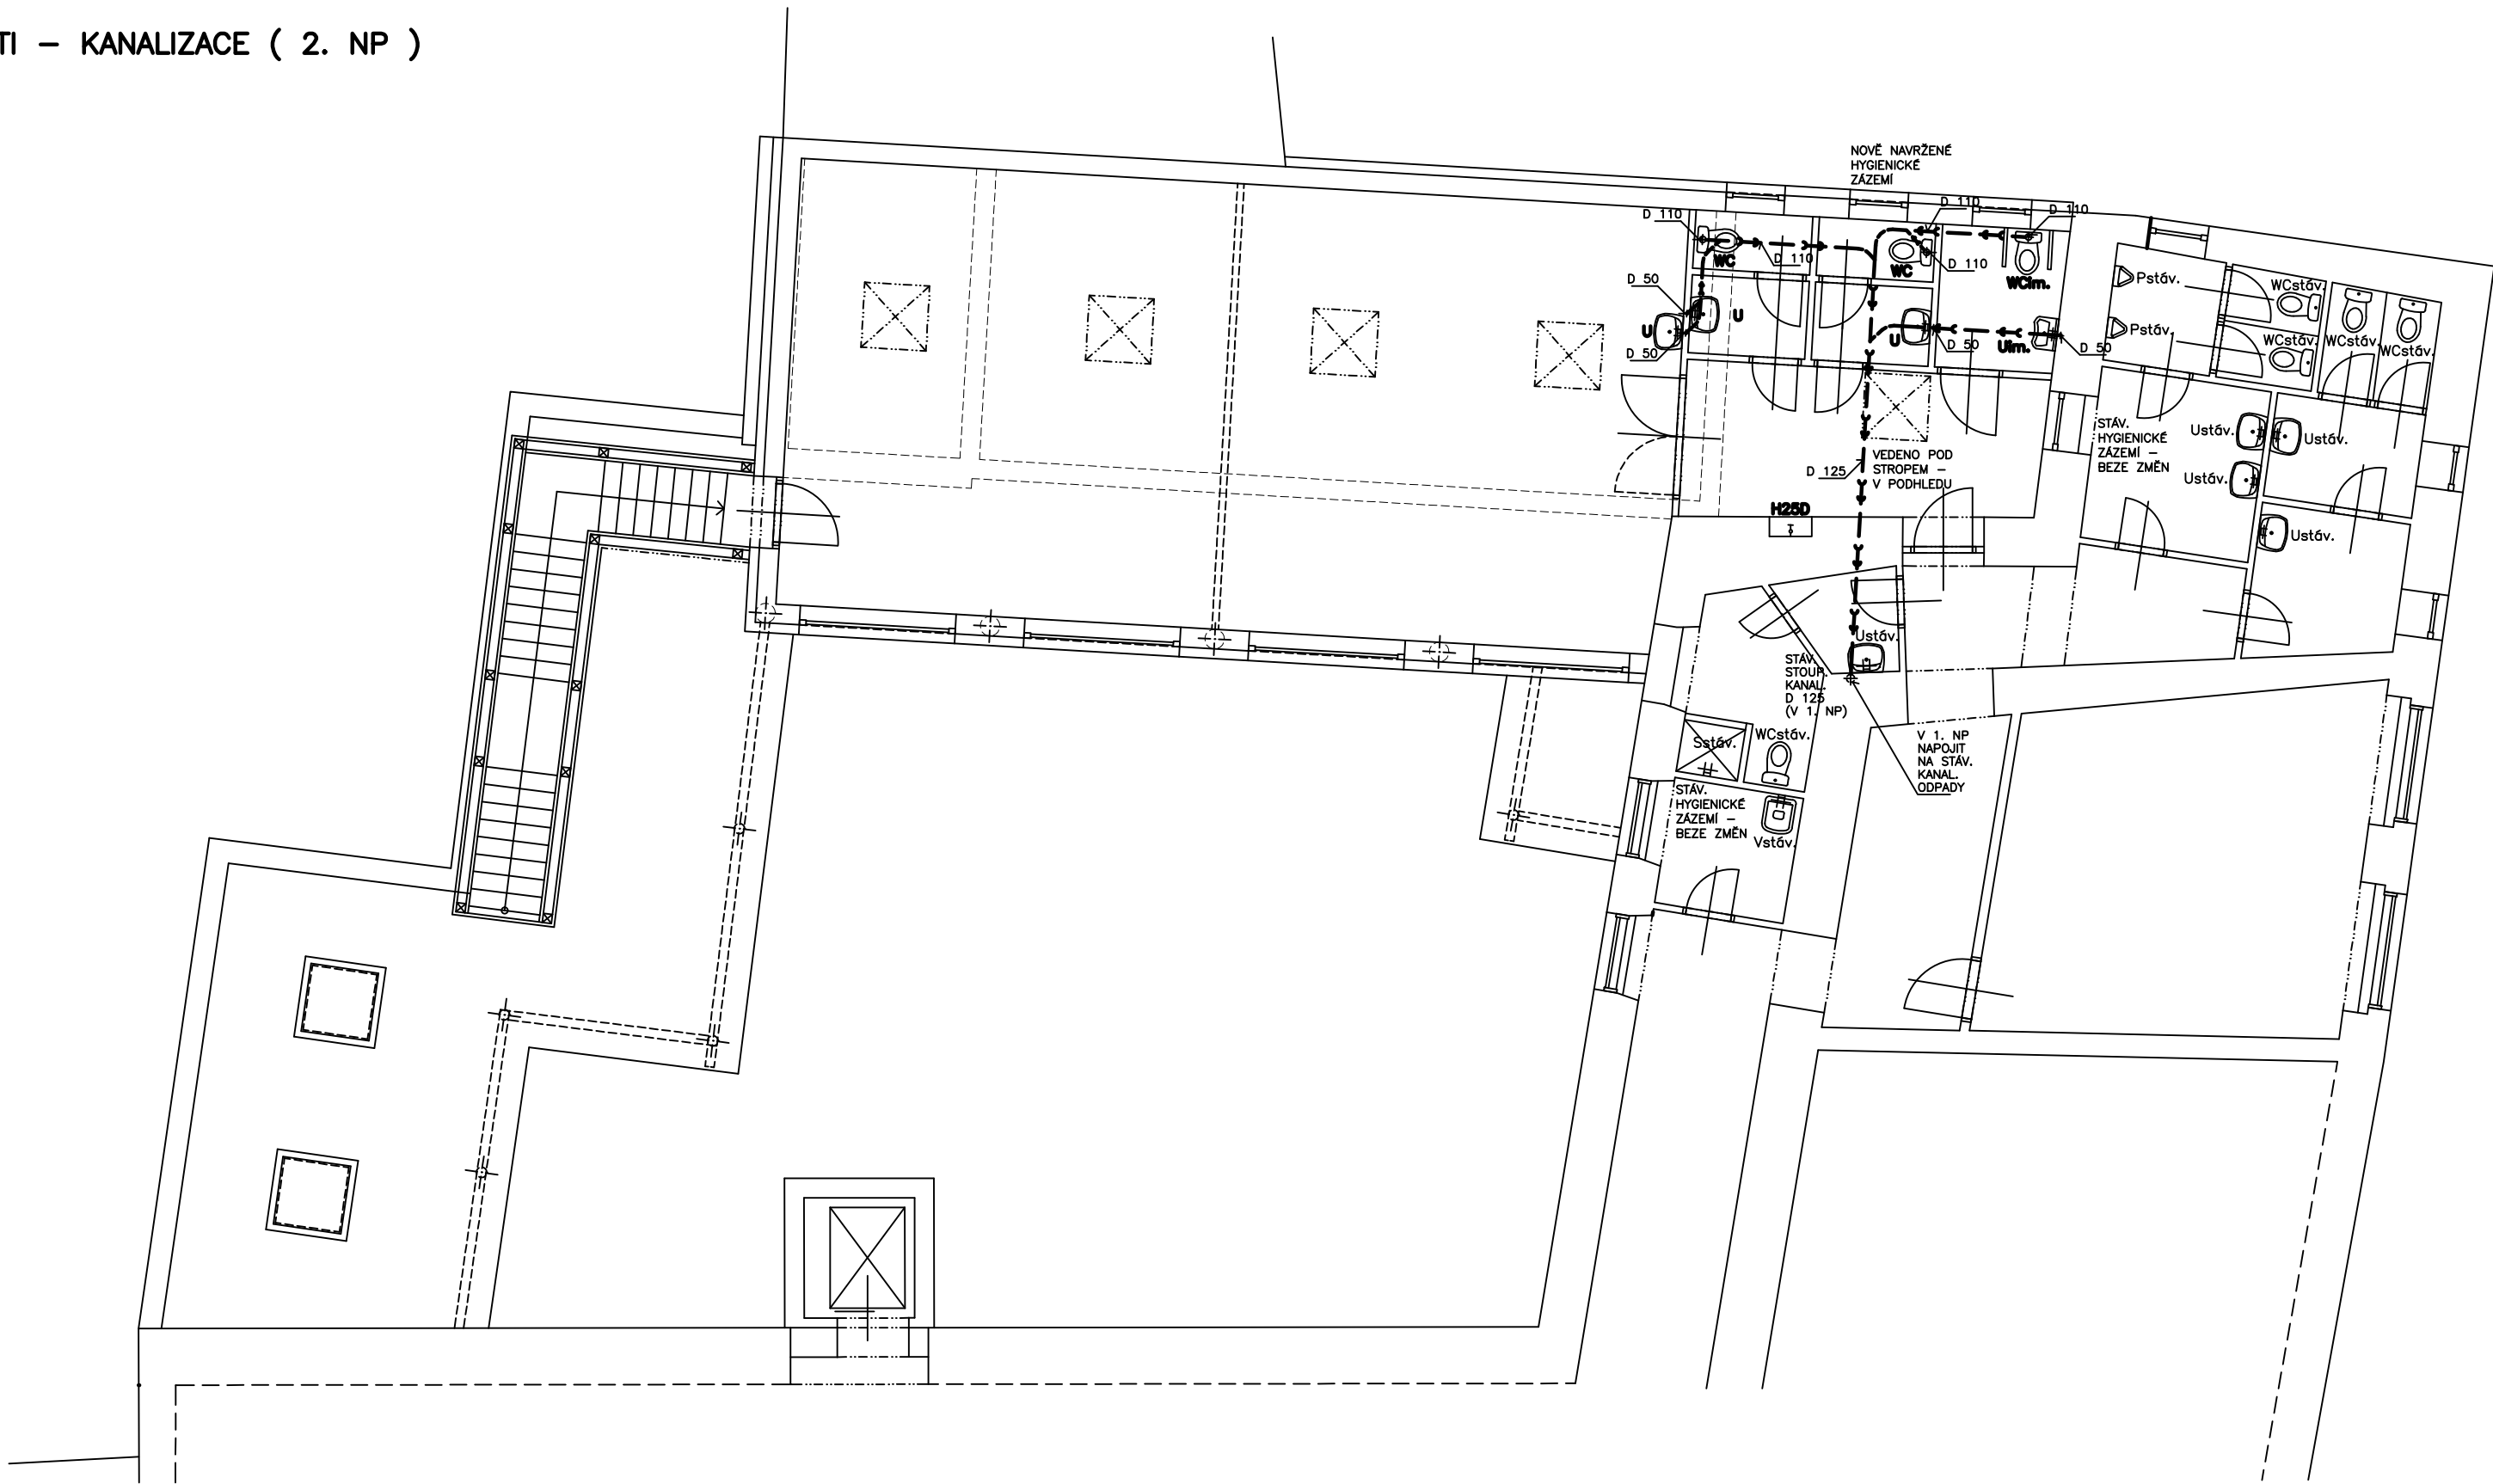 TI – KANALIZACE ( 2. NP )
NOVĚ NAVRŽENÉ
HYGIENICKÉ
ZÁZEMÍ
D 110
D 110
D 110
D 110
D 110
WC
WC
WCim.
D 50
D 50
U
U
U
Uim.
D 50
D 50
Pstáv.
Pstáv.
WCstáv.
WCstáv.
WCstáv.
WCstáv.
STÁV.
HYGIENICKÉ
ZÁZEMÍ –
BEZE ZMĚN
Ustáv.
Ustáv.
Ustáv.
Ustáv.
D 125
VEDENO POD
STROPEM –
V PODHLEDU
H25D
Ustáv.
STÁV.
STOUP.
KANAL.
D 125
(V 1. NP)
Sstáv.
WCstáv.
V 1. NP
NAPOJIT
NA STÁV.
KANAL.
ODPADY
STÁV.
HYGIENICKÉ
ZÁZEMÍ –
BEZE ZMĚN
Vstáv.